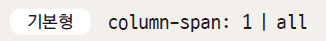 기본형 column-span: 1 | all